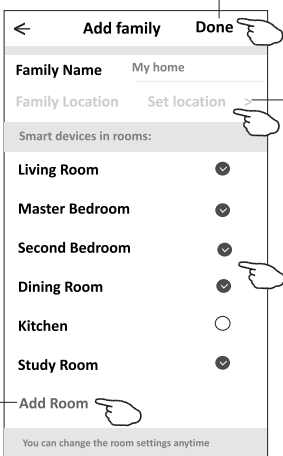 Add family Done
Family Name My home
Family Location Set location >
Smart devices in rooms:
Living Room
Master Bedroom
Second Bedroom
Dining Room
Kitchen
Study Room
Add Room
You can change the room settings anytime